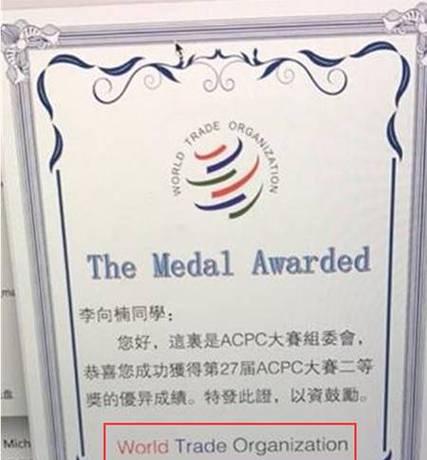 WORLD TRADE ORGANIZATION
The Medal Awarded
李向楠同學：
您好，這裏是ACPC大賽組委會，
恭喜您成功獲得第27届ACPC大賽二等
獎的優异成績。特發此證，以資鼓勵。
World Trade Organization
Mich